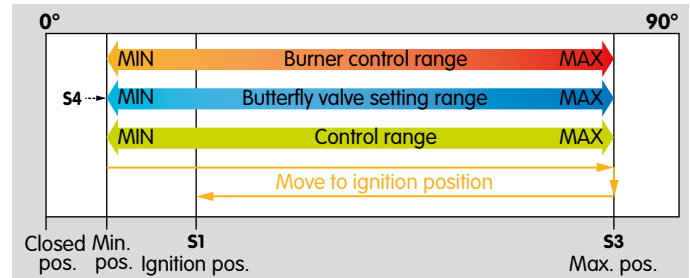 0° 90°
MIN Burner control range MAX
S4 MIN Butterfly valve setting range MAX
MIN Control range MAX
Move to ignition position
Closed Min. S1 S3
pos. pos. Ignition pos. Max. pos.